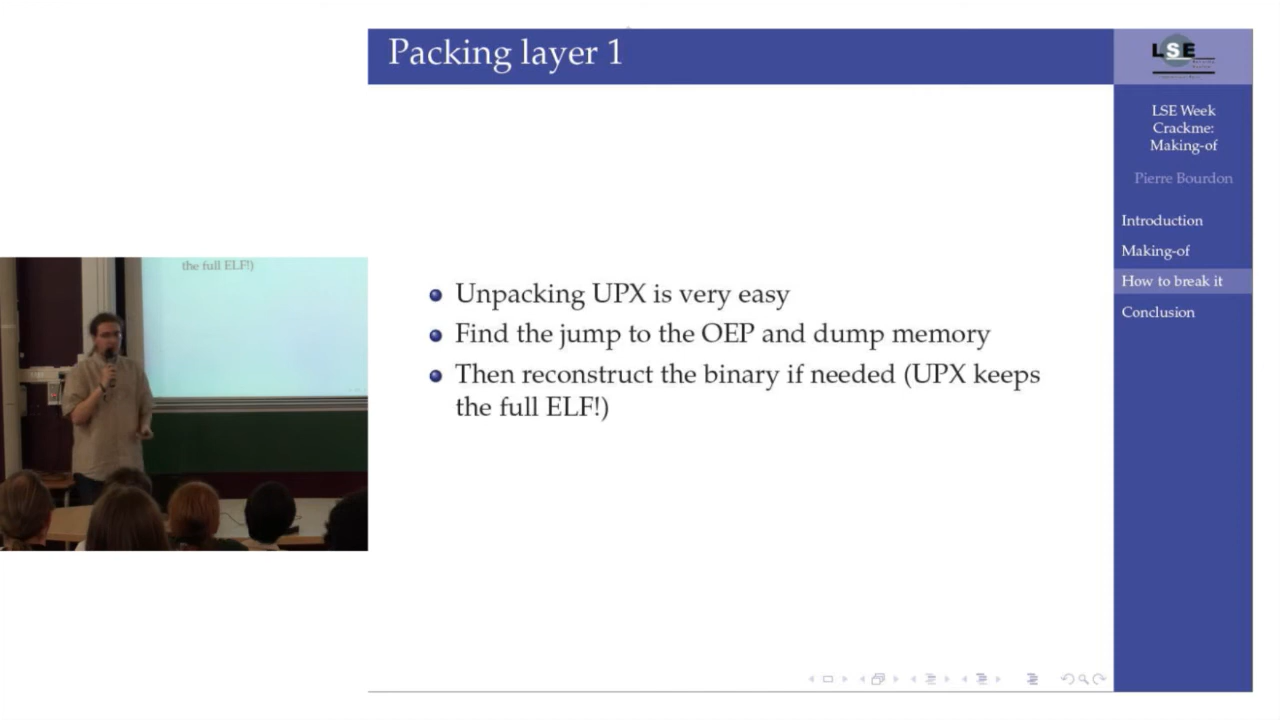 Packing layer 1
LSE
LSE Week
Crackme:
Making-of
Pierre Bourdon
Introduction
Making-of
How to break it
Conclusion
the full ELF!)
Unpacking UPX is very easy
Find the jump to the OEP and dump memory
Then reconstruct the binary if needed (UPX keeps
the full ELF!)